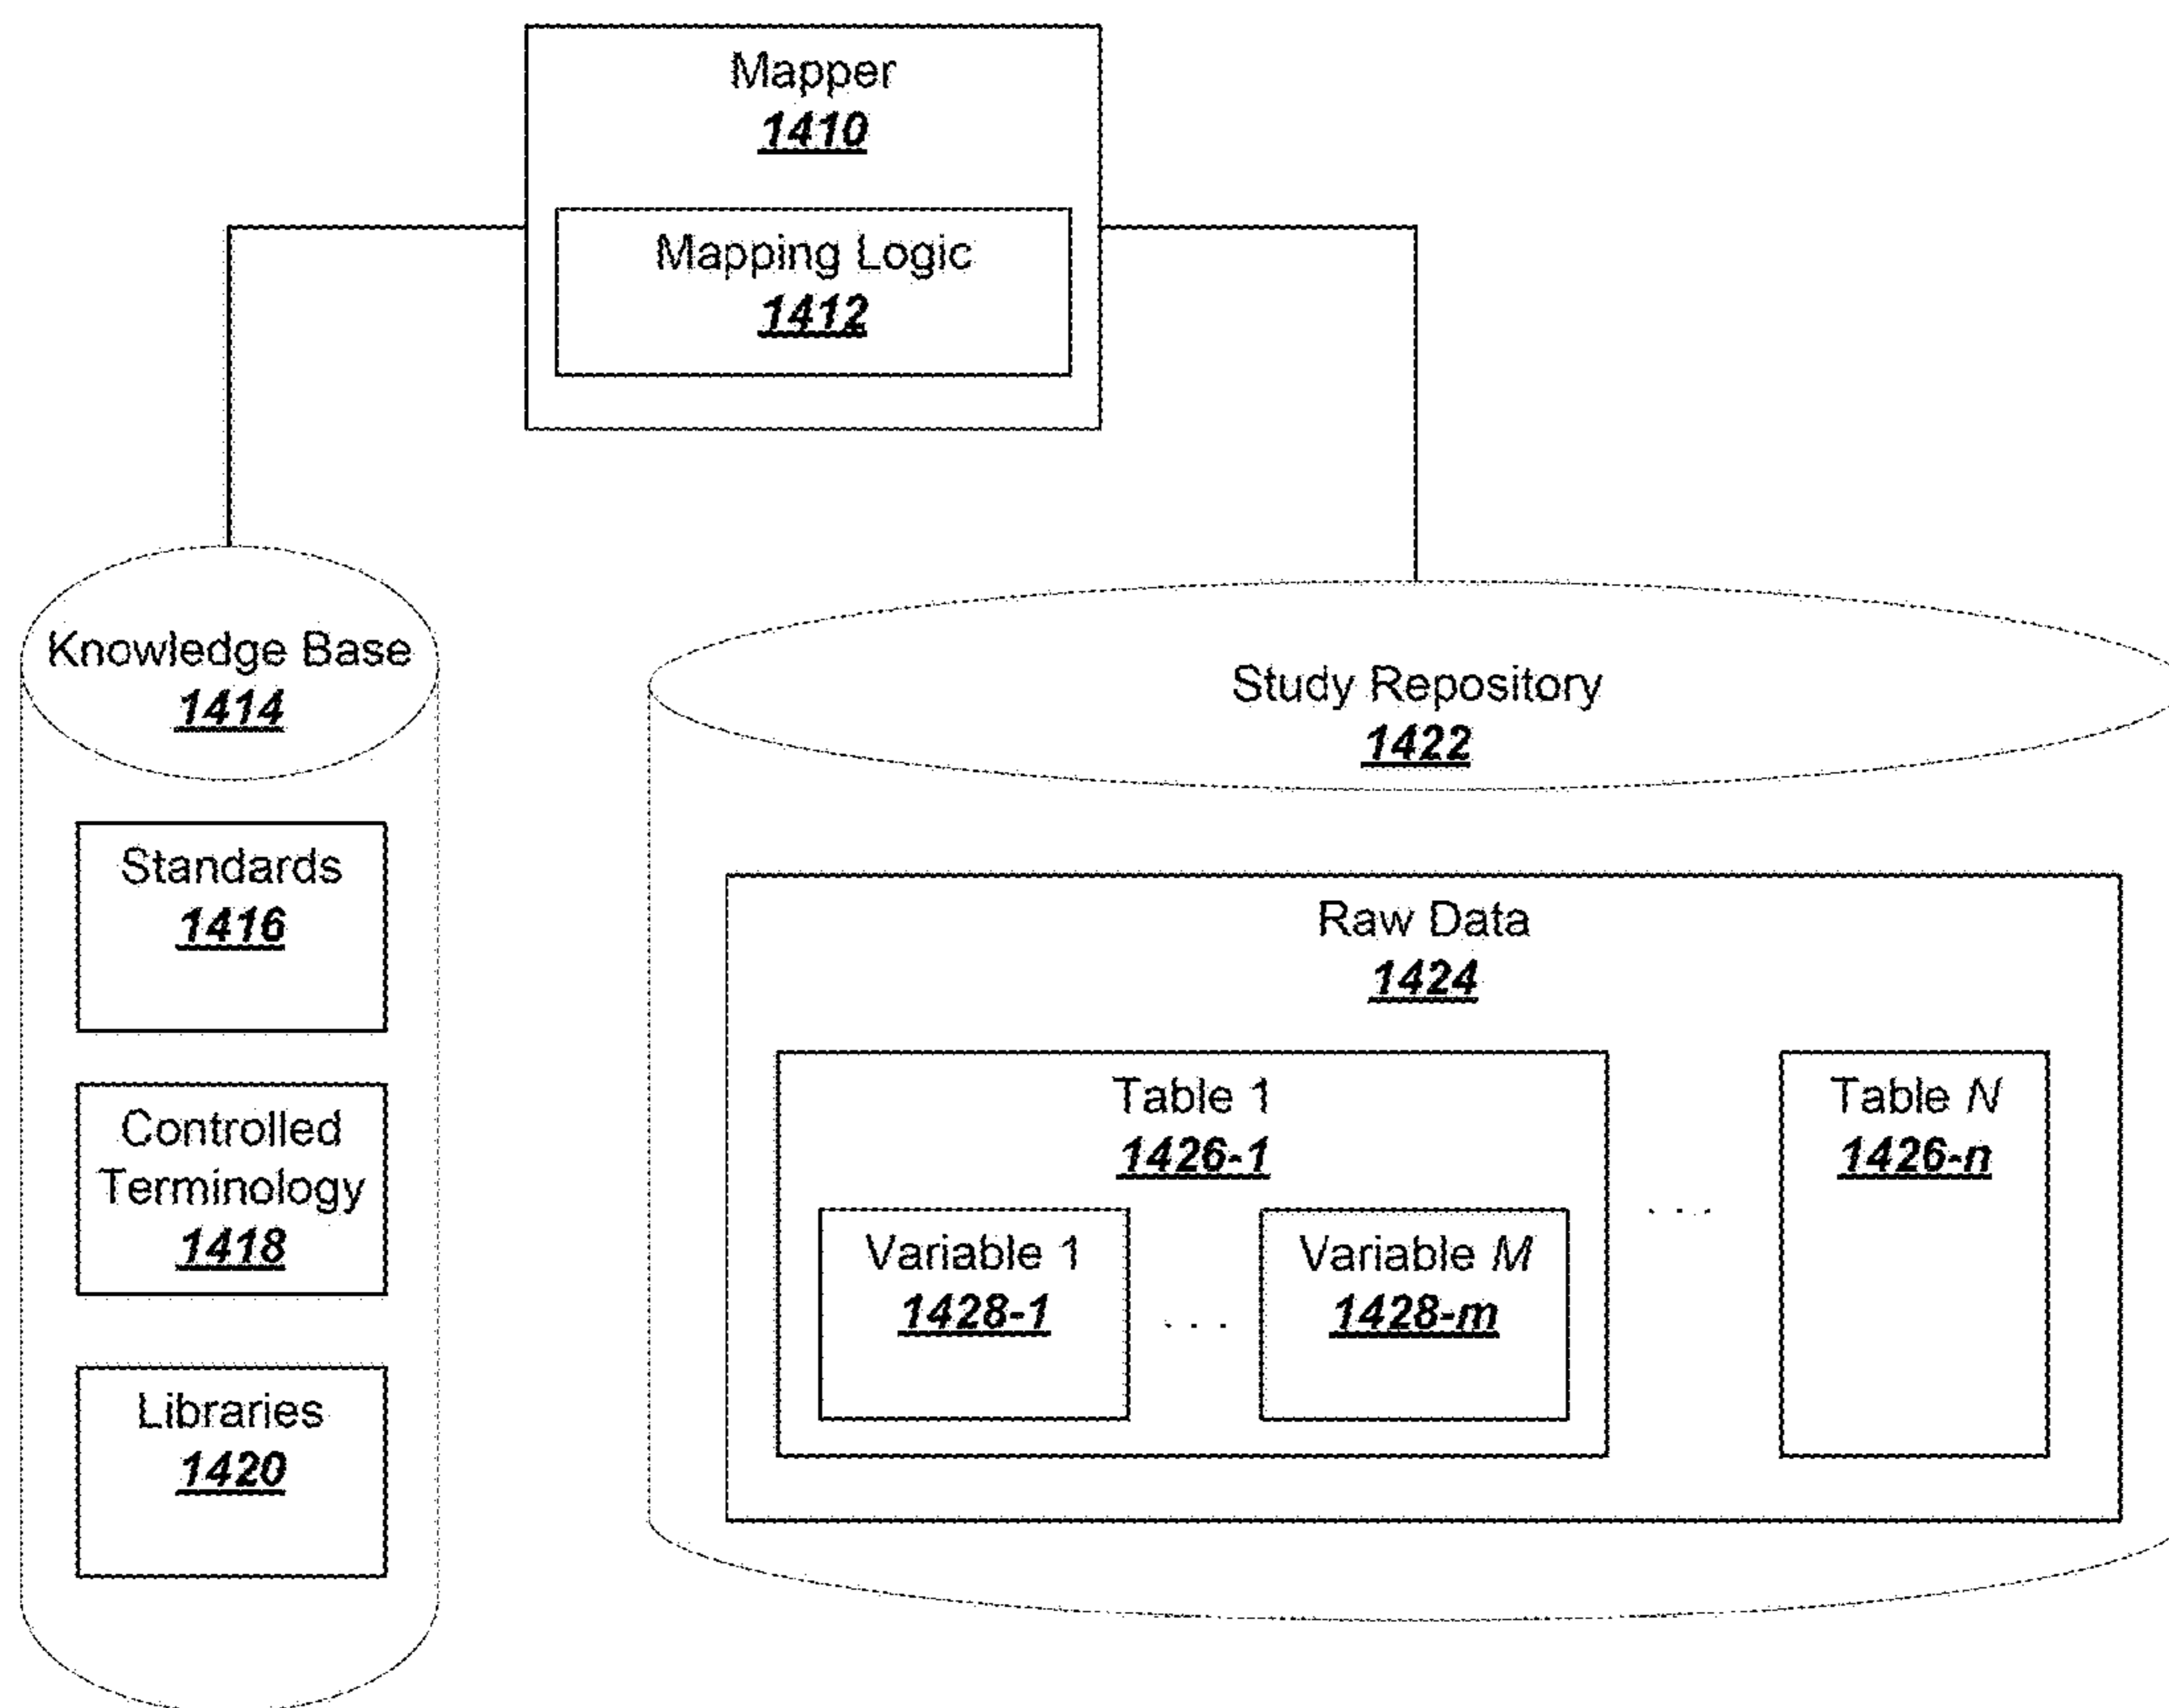 Mapper
1410
Mapping Logic
1412
Knowledge Base
1414
Standards
1416
Controlled
Terminology
1418
Libraries
1420
Study Repository
1422
Raw Data
1424
Table 1
1426-1
Variable 1
1428-1
. . .
Variable M
1428-m
. . .
Table N
1426-n